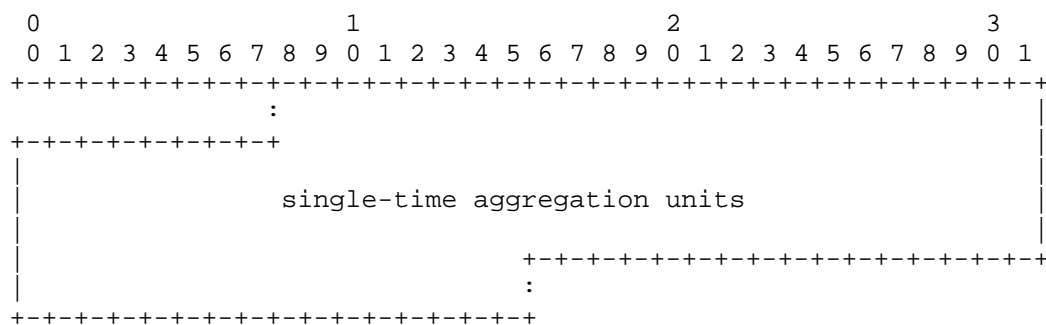 0                   1                   2                   3
0 1 2 3 4 5 6 7 8 9 0 1 2 3 4 5 6 7 8 9 0 1 2 3 4 5 6 7 8 9 0 1
+-+-+-+-+-+-+-+-+-+-+-+-+-+-+-+-+-+-+-+-+-+-+-+-+-+-+-+-+-+-+-+-+
                :                                               |
+-+-+-+-+-+-+-+-+                                               |
|                                                               |
|                single-time aggregation units                  |
|                                                               |
|                               +-+-+-+-+-+-+-+-+-+-+-+-+-+-+-+-+
|                               :
+-+-+-+-+-+-+-+-+-+-+-+-+-+-+-+-+